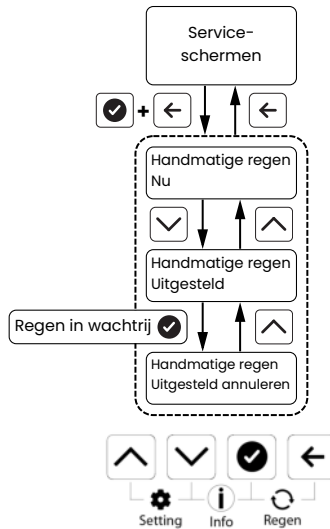 Service-
schermen
+
Handmatige regen
Nu
Handmatige regen
Uitgesteld
Regen in wachtrij
Handmatige regen
Uitgesteld annuleren
Setting Info Regen